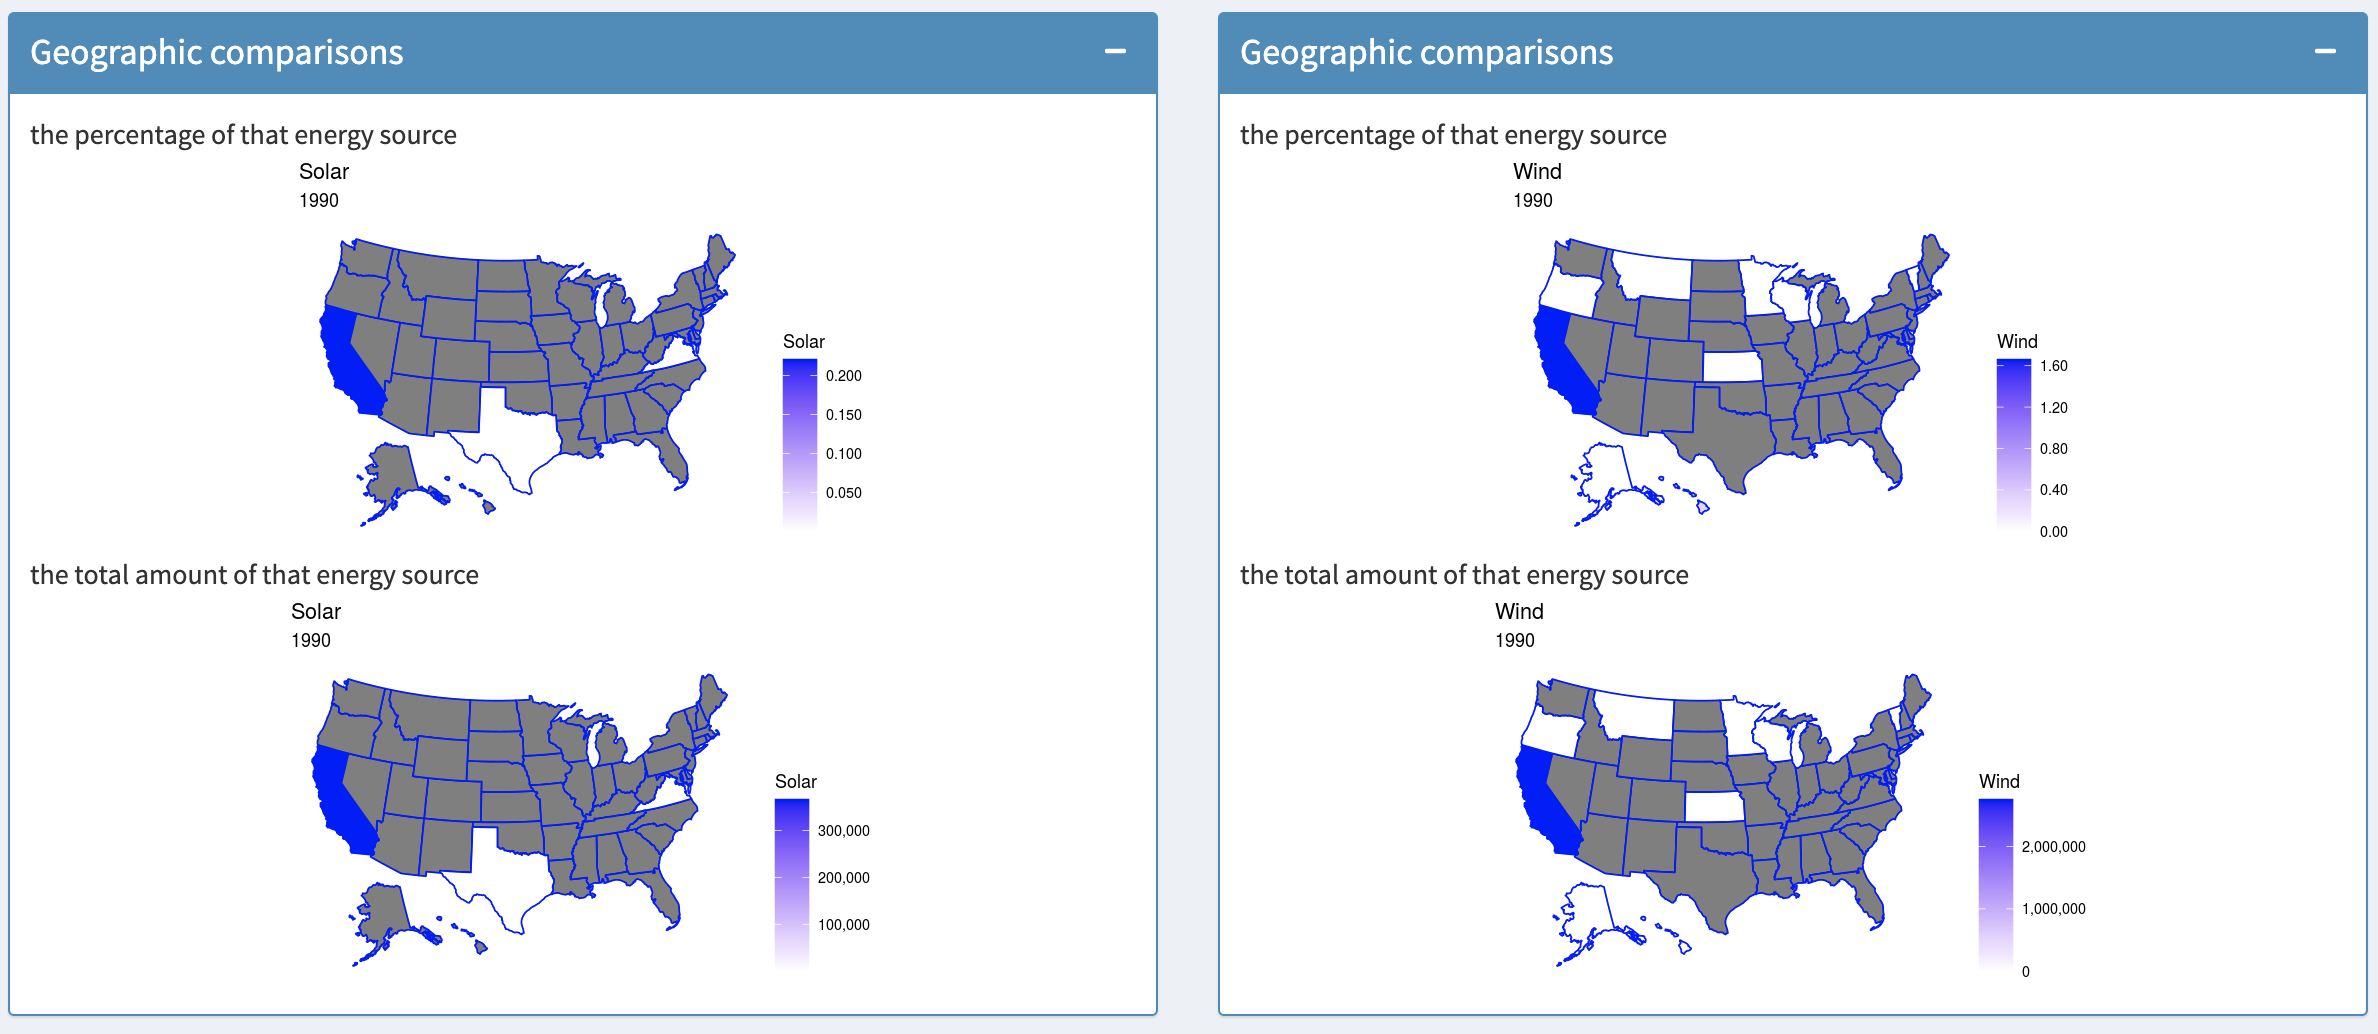 Geographic comparisons
the percentage of that energy source
Solar
1990
Solar
0.200
0.150
0.100
0.050
the total amount of that energy source
Solar
1990
Solar
300,000
200,000
100,000
Geographic comparisons
the percentage of that energy source
Wind
1990
Wind
1.60
1.20
0.80
0.40
0.00
the total amount of that energy source
Wind
1990
Wind
2,000,000
1,000,000
0